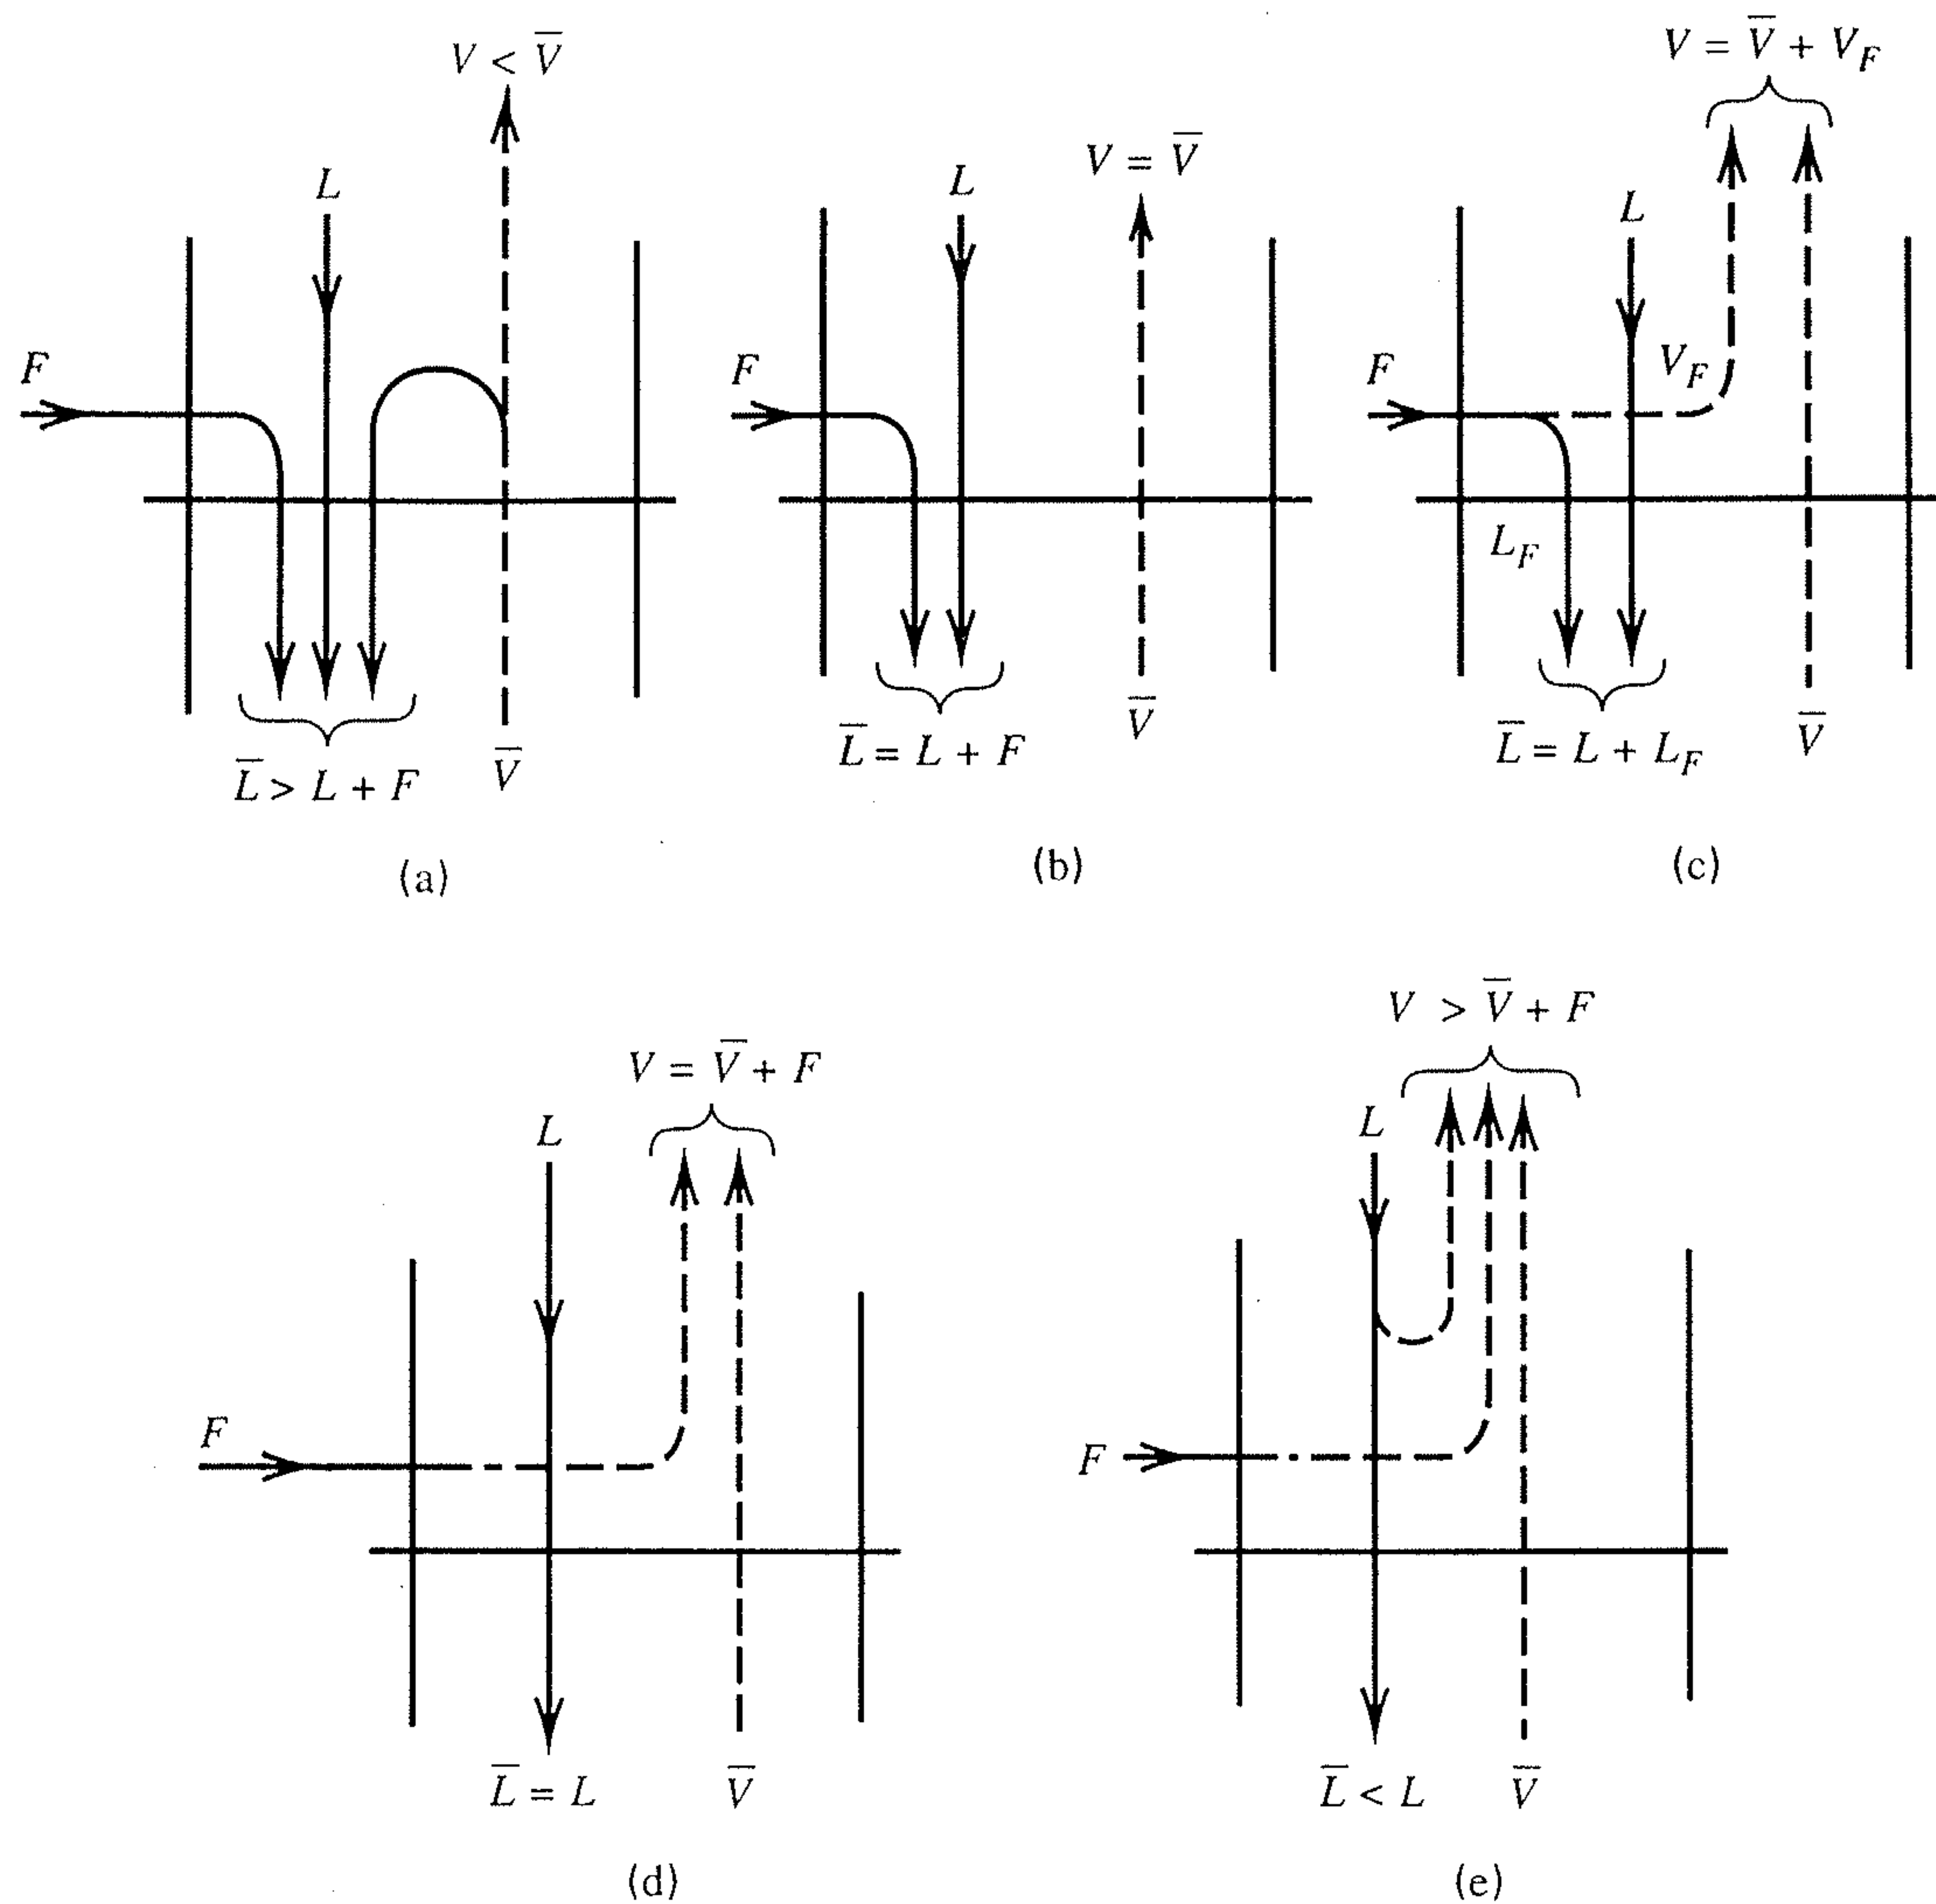 V < V̅
L
F
L̅ > L + F
V̅
(a)
V = V̅
L
F
L̅ = L + F
V̅
(b)
V = V̅ + V_F
L
F
V_F
L_F
L̅ = L + L_F
V̅
(c)
V = V̅ + F
L
F
L̅ = L
V̅
(d)
V > V̅ + F
L
F
L̅ < L
V̅
(e)